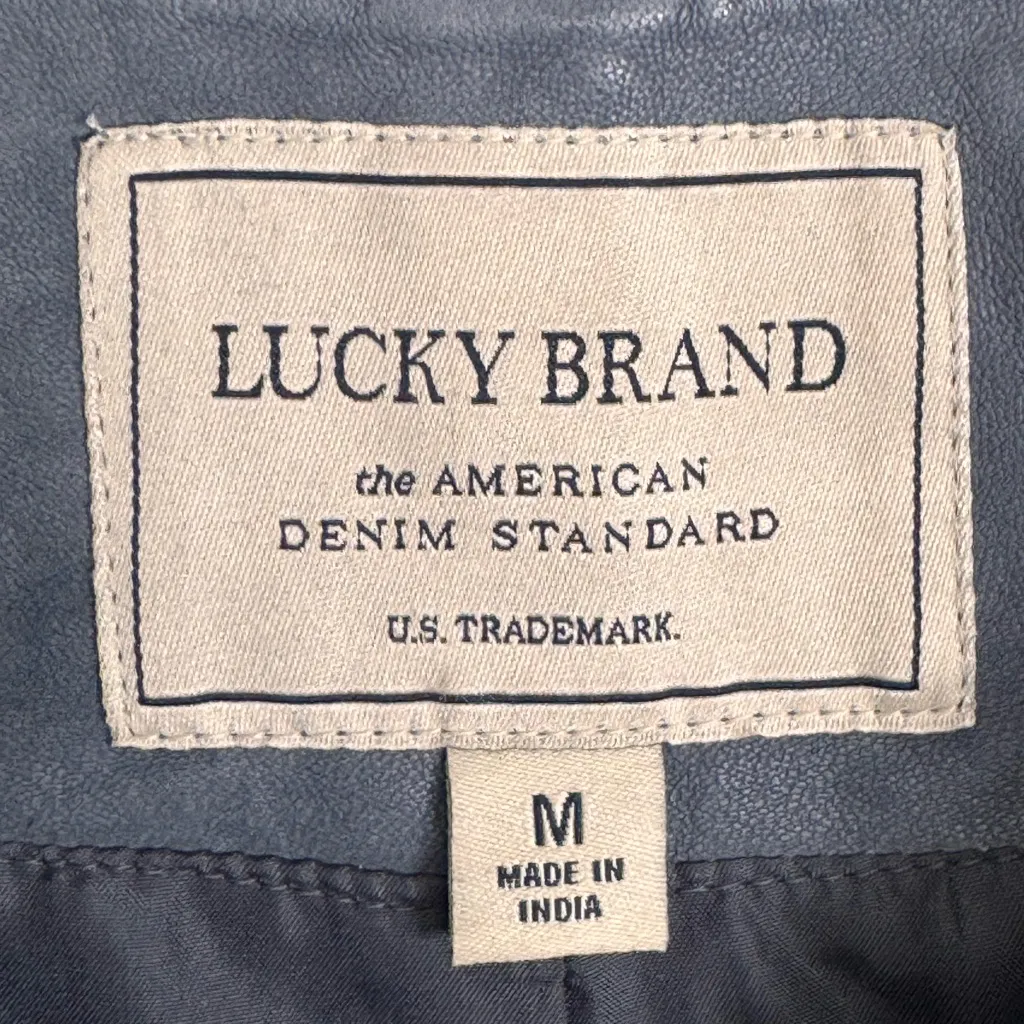 LUCKY BRAND
the AMERICAN
DENIM STANDARD
U.S. TRADEMARK.
M
MADE IN
INDIA